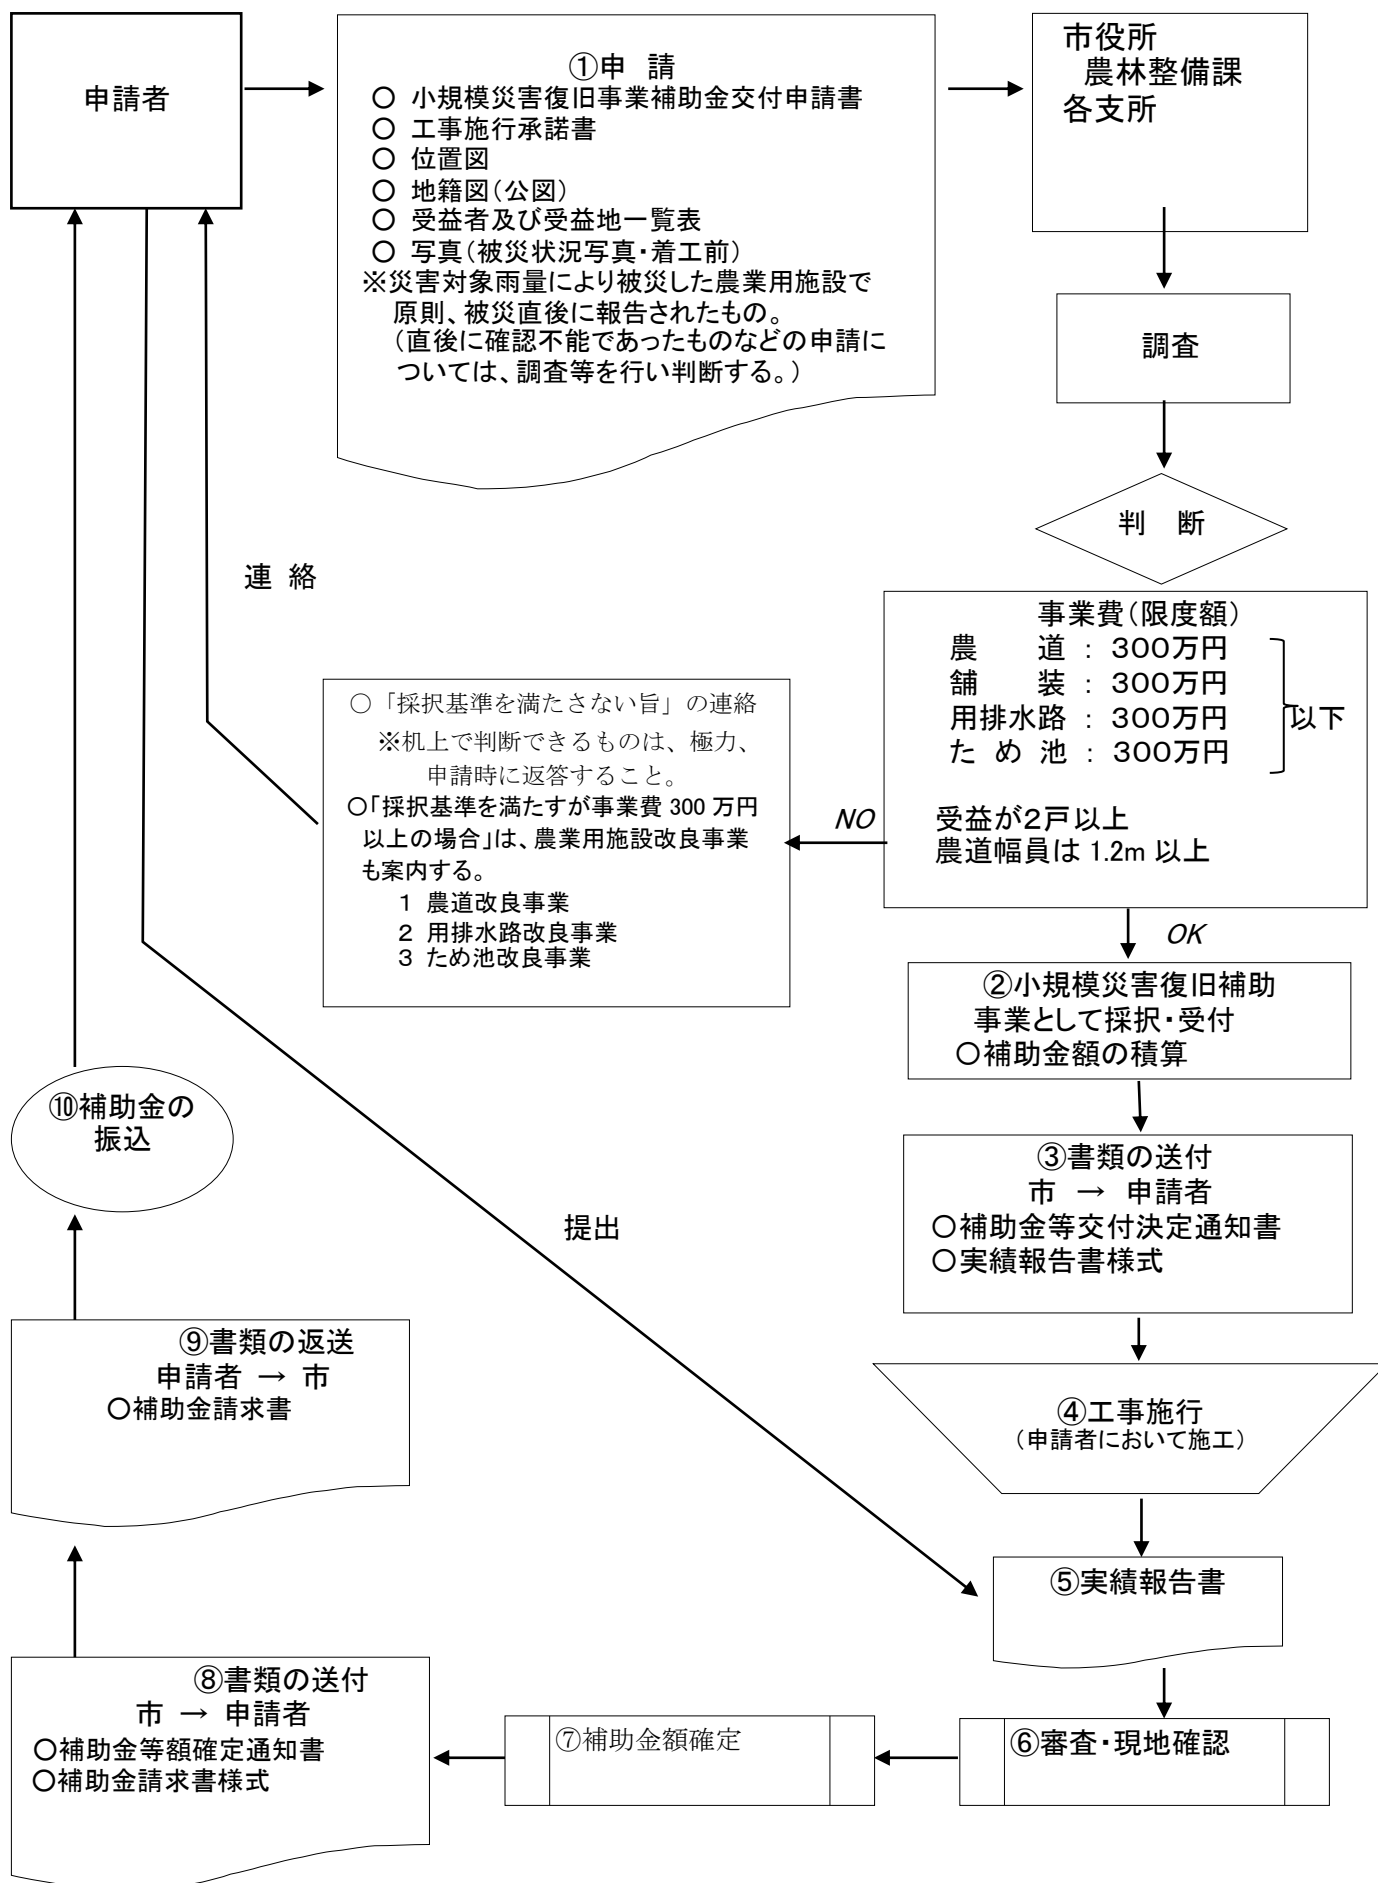 申請者
①申　請
○ 小規模災害復旧事業補助金交付申請書
○ 工事施行承諾書
○ 位置図
○ 地籍図（公図）
○ 受益者及び受益地一覧表
○ 写真（被災状況写真・着工前）
※災害対象雨量により被災した農業用施設で
原則、被災直後に報告されたもの。
（直後に確認不能であったものなどの申請に
ついては、調査等を行い判断する。）
市役所
農林整備課
各支所
調査
判　断
連 絡
事業費（限度額）
農　　道 : 300万円
舗　　装 : 300万円
用排水路 : 300万円
た め 池 : 300万円
以下
受益が2戸以上
農道幅員は 1.2m 以上
NO
○「採択基準を満たさない旨」の連絡
※机上で判断できるものは、極力、
申請時に返答すること。
○「採択基準を満たすが事業費 300 万円
以上の場合」は、農業用施設改良事業
も案内する。
1 農道改良事業
2 用排水路改良事業
3 ため池改良事業
OK
②小規模災害復旧補助
事業として採択・受付
○補助金額の積算
③書類の送付
市 → 申請者
○補助金等交付決定通知書
○実績報告書様式
④工事施行
（申請者において施工）
提出
⑤実績報告書
⑥審査・現地確認
⑦補助金額確定
⑧書類の送付
市 → 申請者
○補助金等額確定通知書
○補助金請求書様式
⑨書類の返送
申請者 → 市
○補助金請求書
⑩補助金の
振込